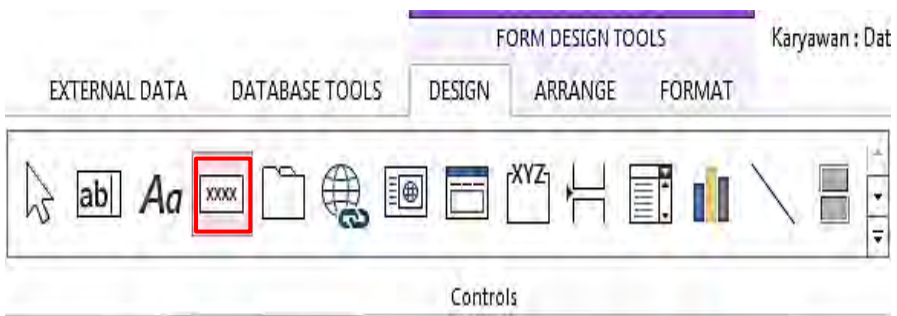 FORM DESIGN TOOLS Karyawan : Dat
EXTERNAL DATA DATABASE TOOLS DESIGN ARRANGE FORMAT
ab| Aa xxxx XYZ
Controls